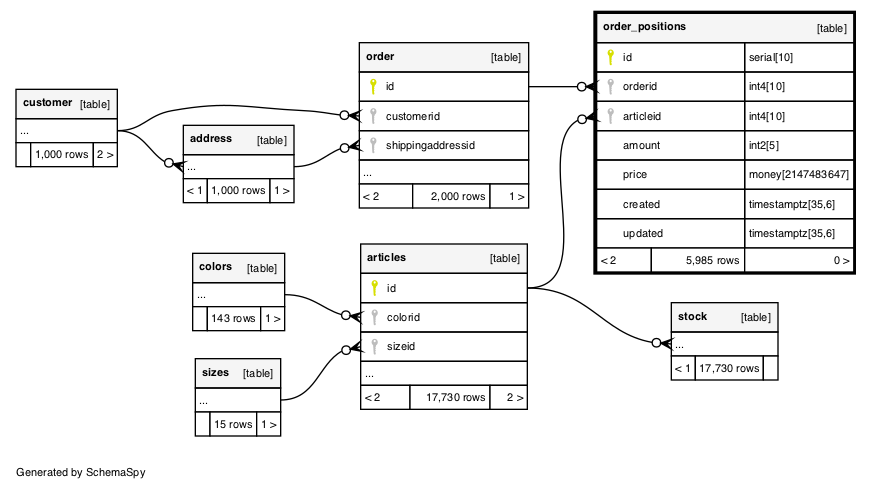 order_positions [table]
id serial[10]
orderid int4[10]
articleid int4[10]
amount int2[5]
price money[2147483647]
created timestamptz[35,6]
updated timestamptz[35,6]
< 2 5,985 rows 0 >
order [table]
id
customerid
shippingaddressid
...
< 2 2,000 rows 1 >
customer [table]
...
1,000 rows 2 >
address [table]
...
< 1 1,000 rows 1 >
articles [table]
id
colorid
sizeid
...
< 2 17,730 rows 2 >
colors [table]
...
143 rows 1 >
sizes [table]
...
15 rows 1 >
stock [table]
...
< 1 17,730 rows
Generated by SchemaSpy